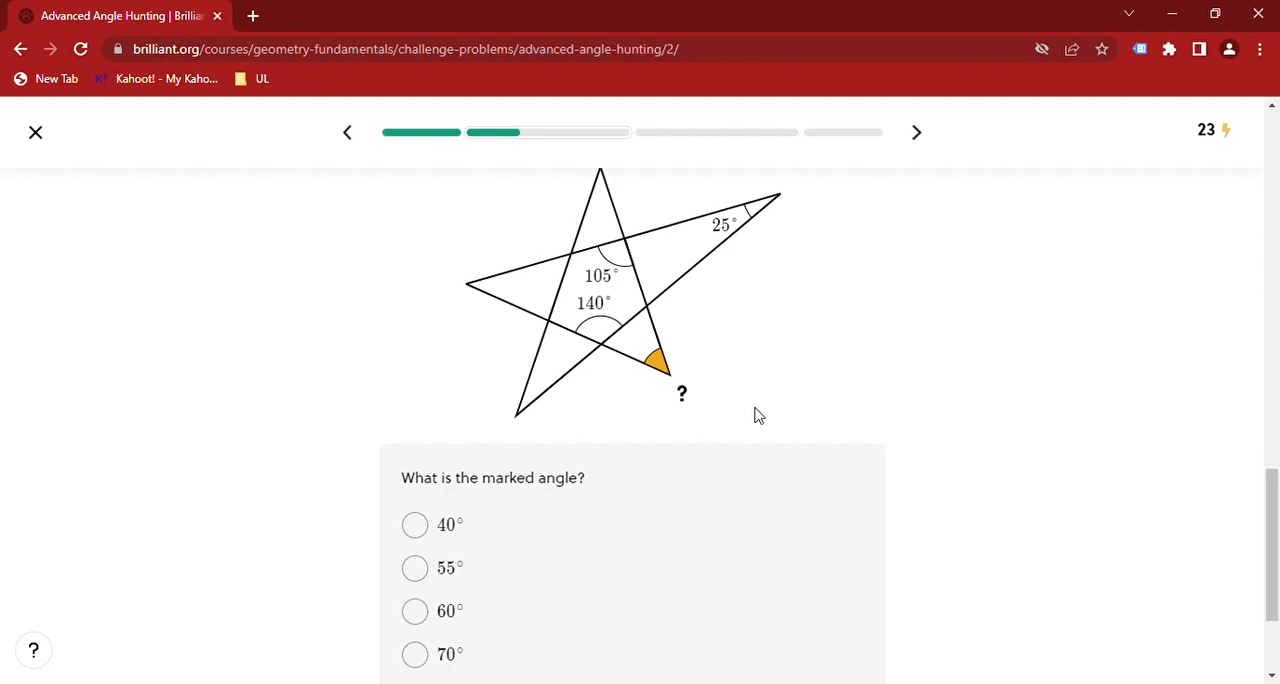 Advanced Angle Hunting | Brillia
brilliant.org/courses/geometry-fundamentals/challenge-problems/advanced-angle-hunting/2/
New Tab
K! Kahoot! - My Kaho...
UL
23
25°
105°
140°
?
What is the marked angle?
40°
55°
60°
70°
?